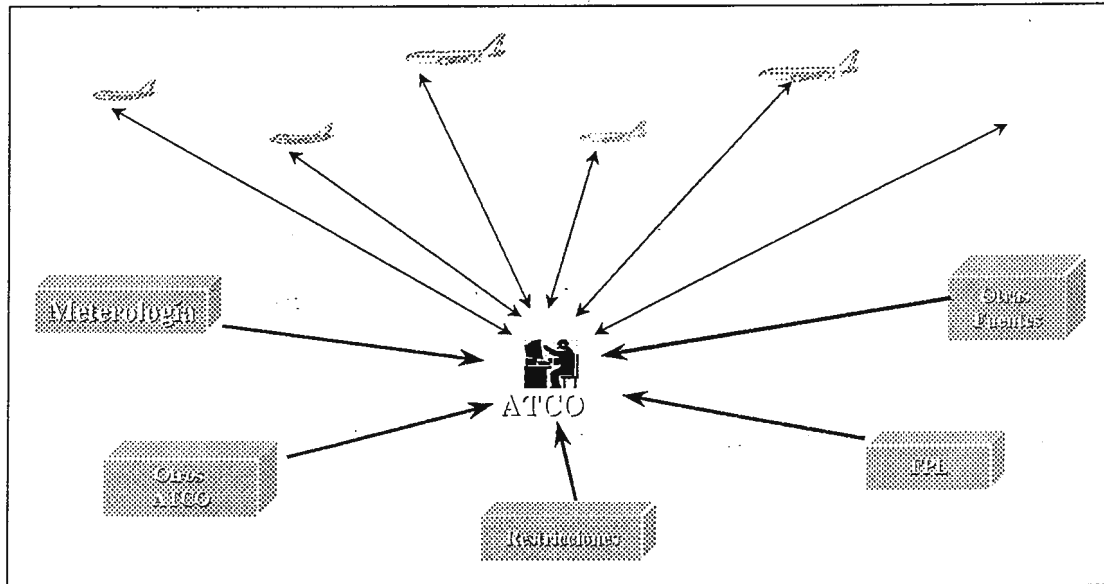 Meterología
Otras
Fuentes
ATCO
Otros
ATCO
FPL
Restricciones